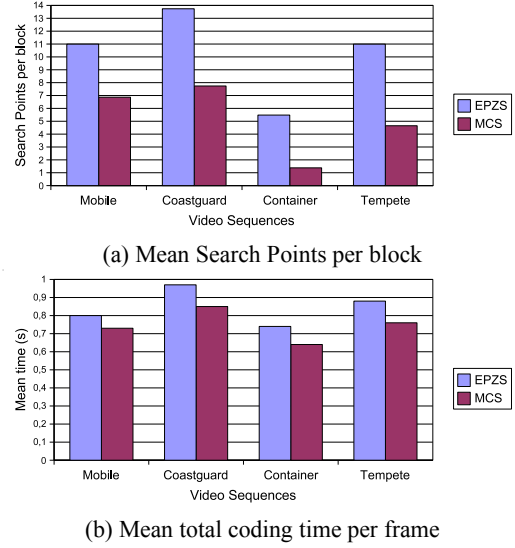 14
13
12
11
10
9
8
7
6
5
4
3
2
1
0
Search Points per block
Mobile Coastguard Container Tempete
Video Sequences
EPZS
MCS
(a) Mean Search Points per block
1
0,9
0,8
0,7
0,6
0,5
0,4
0,3
0,2
0,1
0
Mean time (s)
Mobile Coastguard Container Tempete
Video Sequences
EPZS
MCS
(b) Mean total coding time per frame